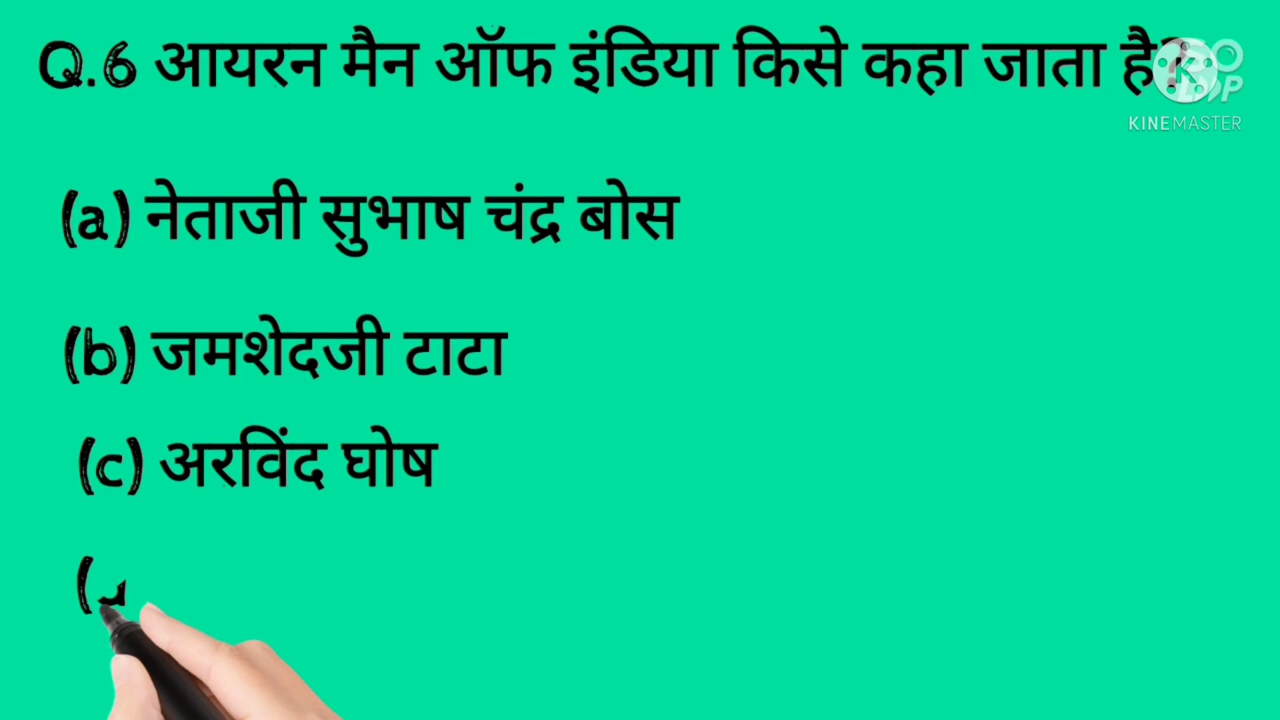 Q.6 आयरन मैन ऑफ इंडिया किसे कहा जाता है?
KINEMASTER
(a) नेताजी सुभाष चंद्र बोस
(b) जमशेदजी टाटा
(c) अरविंद घोष
(